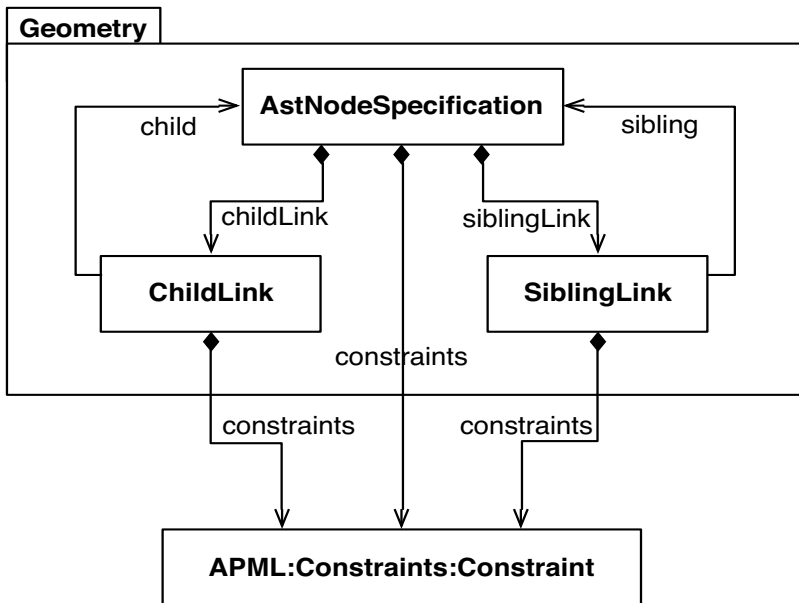 Geometry
AstNodeSpecification
child
sibling
childLink
siblingLink
ChildLink
SiblingLink
constraints
constraints
constraints
APML:Constraints:Constraint